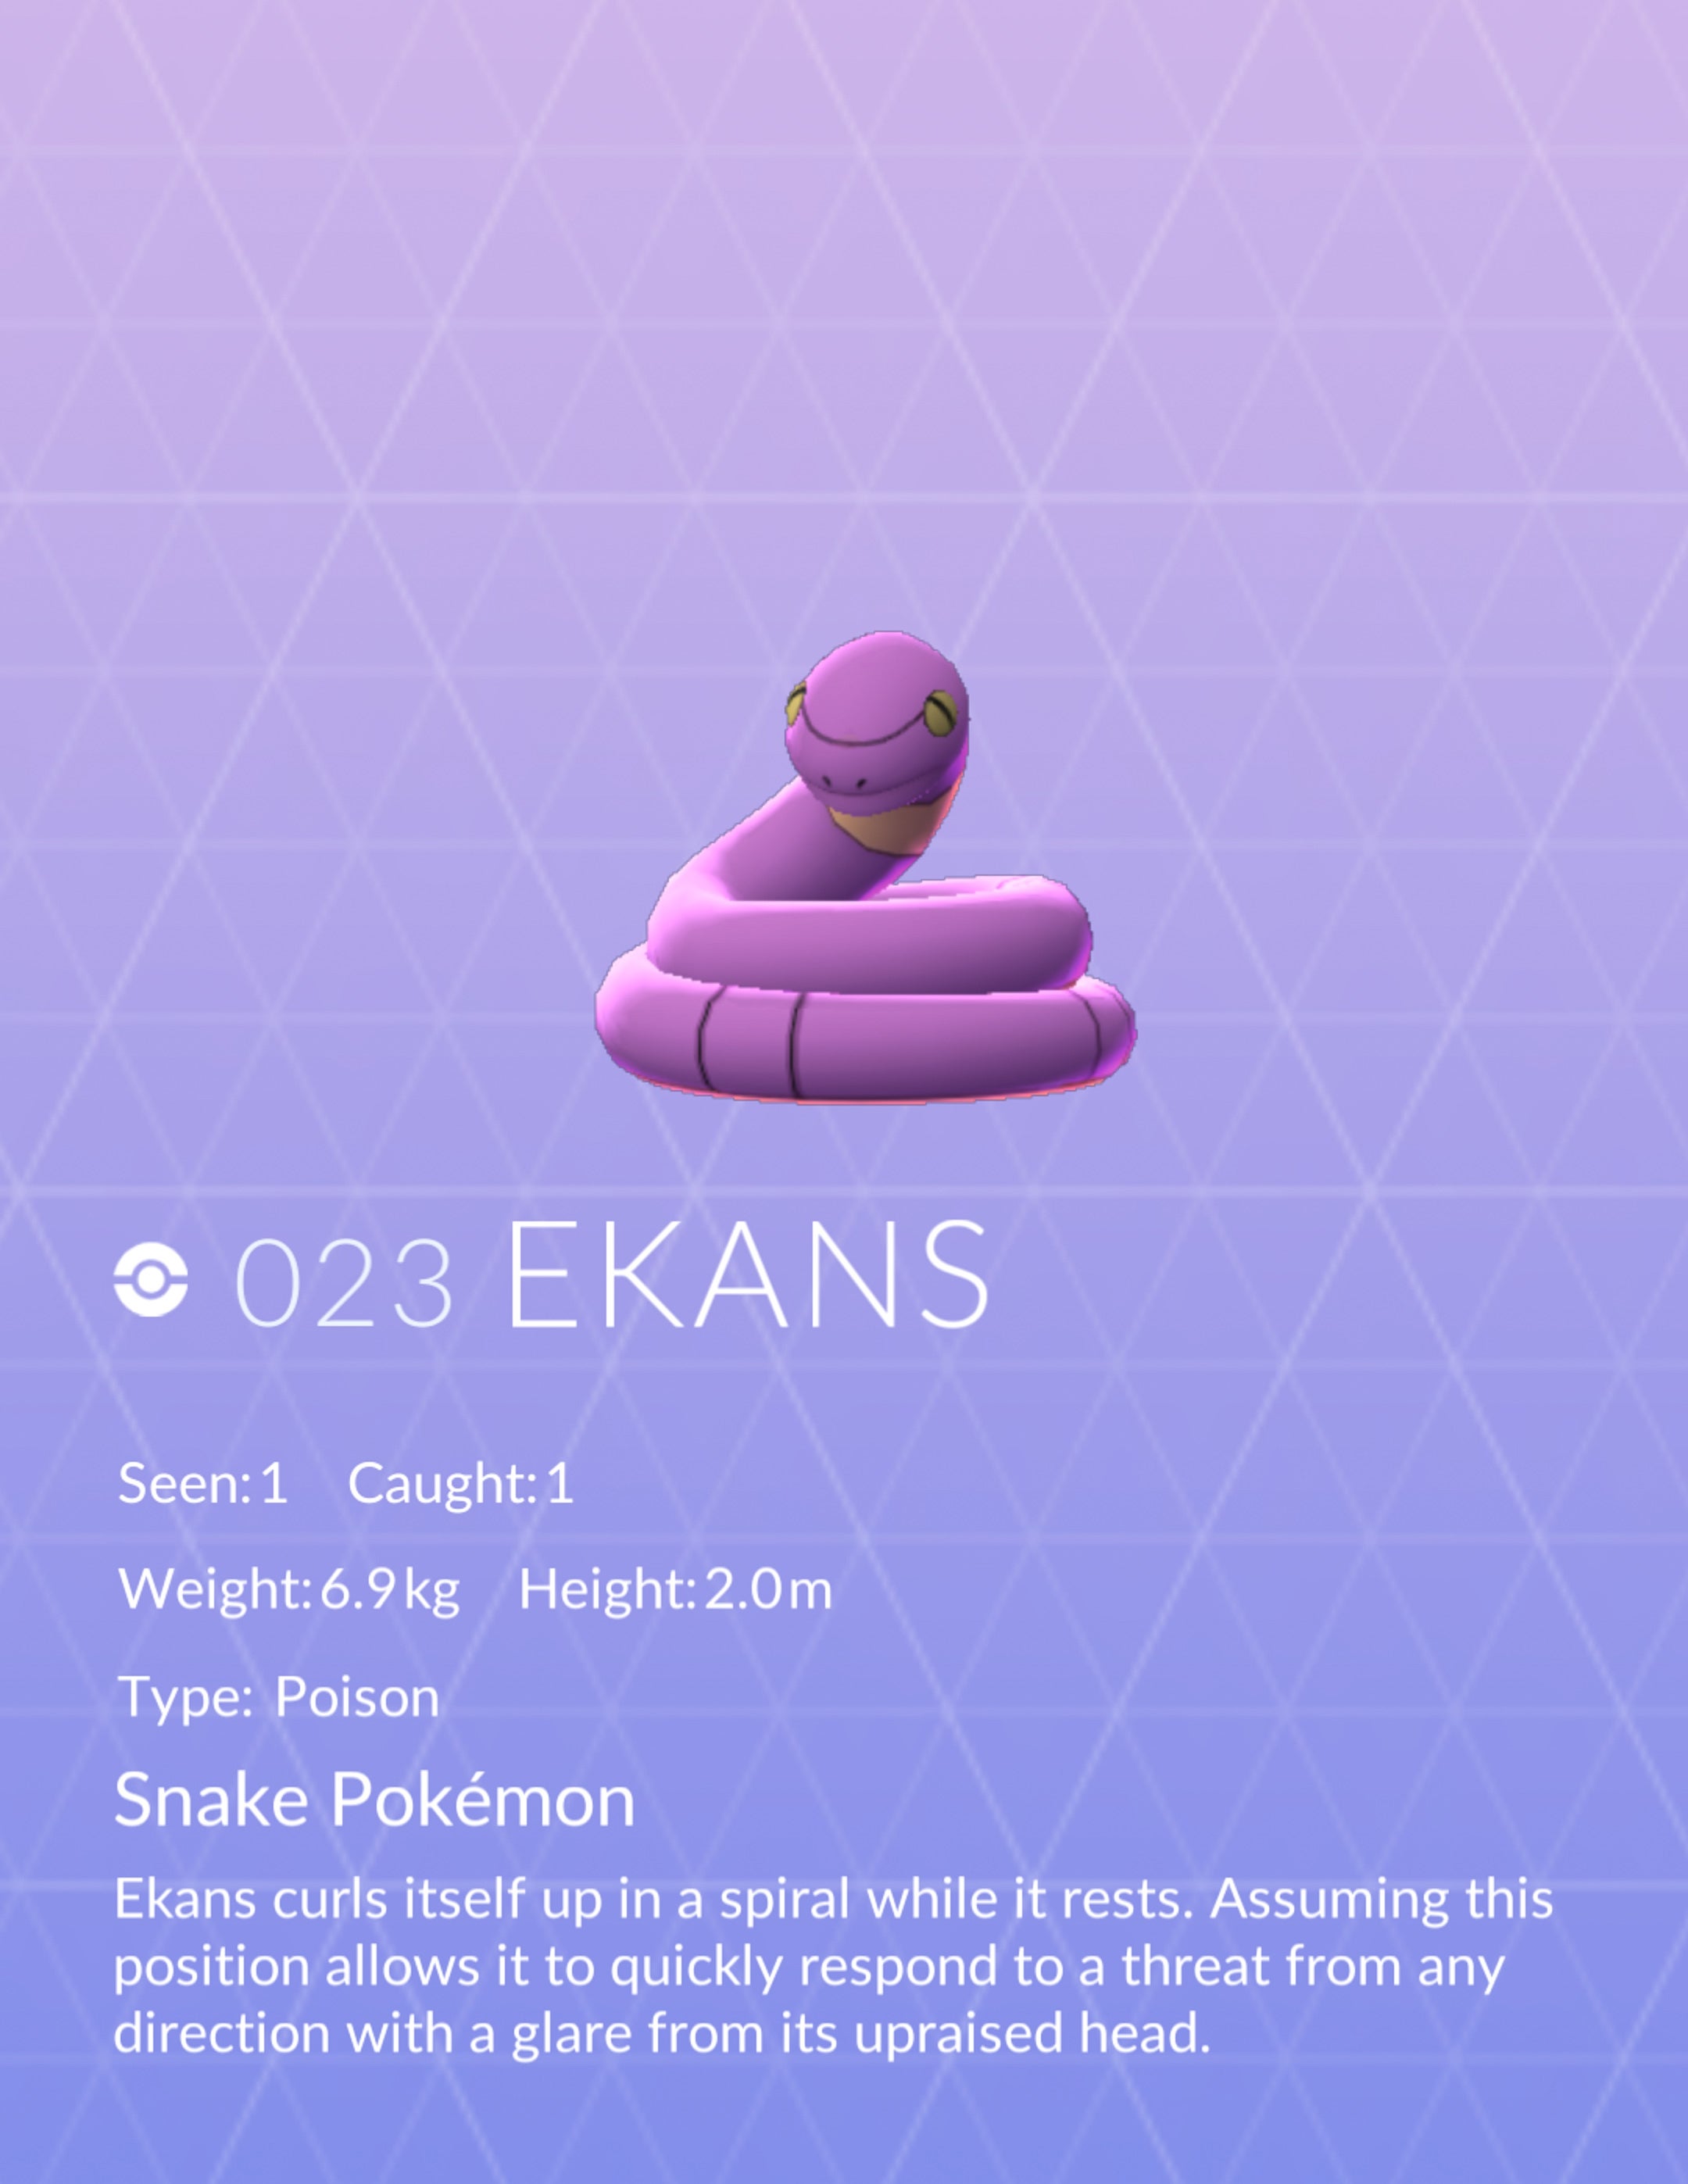 023 EKANS
Seen: 1 Caught: 1
Weight: 6.9 kg Height: 2.0 m
Type: Poison
Snake Pokémon
Ekans curls itself up in a spiral while it rests. Assuming this
position allows it to quickly respond to a threat from any
direction with a glare from its upraised head.